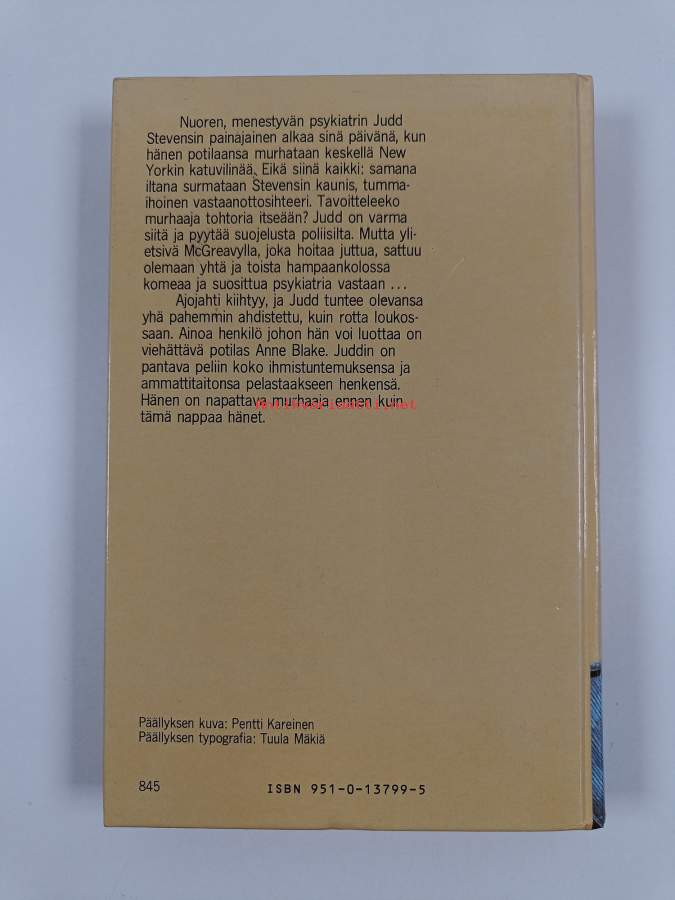 Nuoren, menestyvän psykiatrin Judd
Stevensin painajainen alkaa sinä päivänä, kun
hänen potilaansa murhataan keskellä New
Yorkin katuvilinää. Eikä siinä kaikki: samana
iltana surmataan Stevensin kaunis, tumma-
ihoinen vastaanottosihteeri. Tavoitteleeko
murhaaja tohtoria itseään? Judd on varma
siitä ja pyytää suojelusta poliisilta. Mutta yli-
etsivä McGreavylla, joka hoitaa juttua, sattuu
olemaan yhtä ja toista hampaankolossa
komeaa ja suosittua psykiatria vastaan ...
Ajojahti kiihtyy, ja Judd tuntee olevansa
yhä pahemmin ahdistettu, kuin rotta loukos-
saan. Ainoa henkilö johon hän voi luottaa on
viehättävä potilas Anne Blake. Juddin on
pantava peliin koko ihmistuntemuksensa ja
ammattitaitonsa pelastaakseen henkensä.
Hänen on napattava murhaaja ennen kuin
tämä nappaa hänet.
Antikvariaatti.net
Päällyksen kuva: Pentti Kareinen
Päällyksen typografia: Tuula Mäkiä
845
ISBN 951-0-13799-5